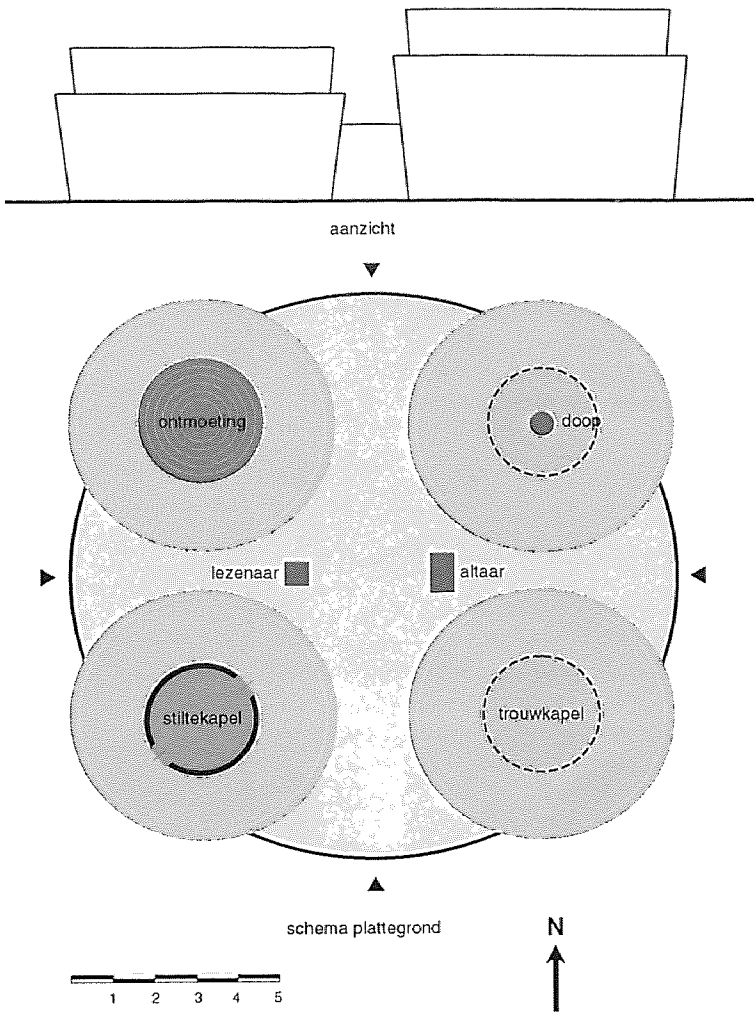 aanzicht
ontmoeting
doop
lezenaar
altaar
stiltekapel
trouwkapel
schema plattegrond
N
1 2 3 4 5